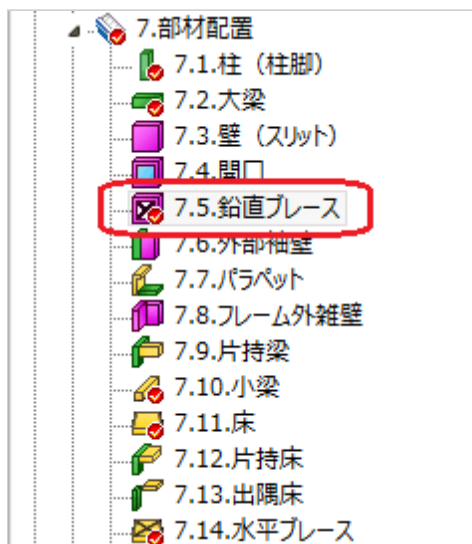 7.部材配置
7.1.柱（柱脚）
7.2.大梁
7.3.壁（スリット）
7.4.開口
7.5.鉛直ブレース
7.6.外部袖壁
7.7.パラペット
7.8.フレーム外雑壁
7.9.片持梁
7.10.小梁
7.11.床
7.12.片持床
7.13.出隅床
7.14.水平ブレース